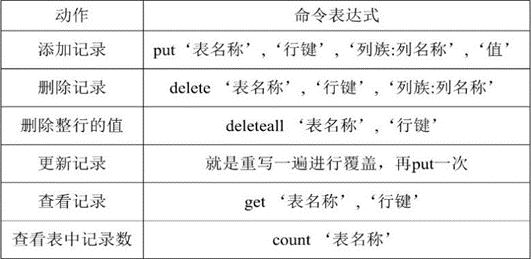 动作 命令表达式
添加记录 put ‘表名称’,‘行键’,‘列族:列名称’,‘值’
删除记录 delete ‘表名称’,‘行键’,‘列族:列名称’
删除整行的值 deleteall ‘表名称’,‘行键’
更新记录 就是重写一遍进行覆盖，再put一次
查看记录 get ‘表名称’,‘行键’
查看表中记录数 count ‘表名称’